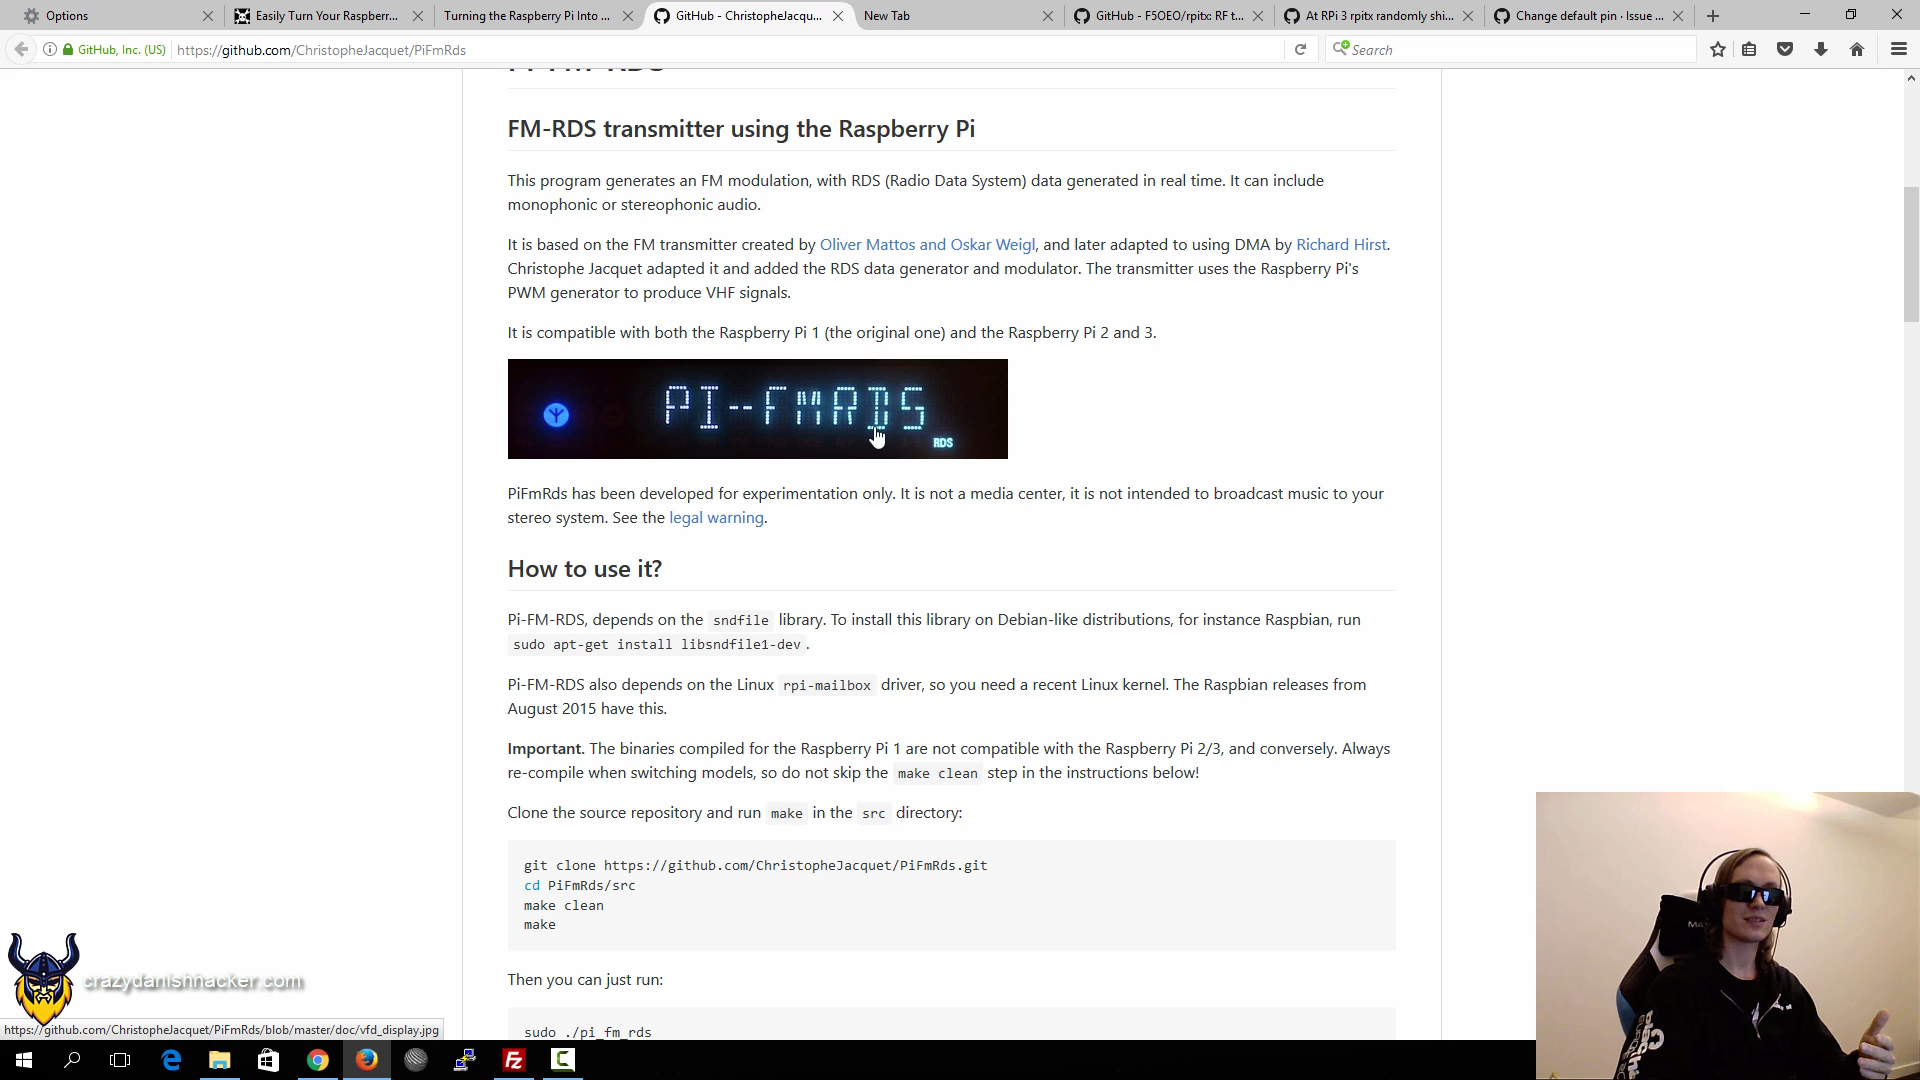 Options
Easily Turn Your Raspberr...
Turning the Raspberry Pi Into ...
GitHub - ChristopheJacqu...
New Tab
GitHub - F5OEO/rpitx: RF t...
At RPi 3 rpitx randomly shi...
Change default pin · Issue ...
GitHub, Inc. (US)
https://github.com/ChristopheJacquet/PiFmRds
Search
FM-RDS transmitter using the Raspberry Pi
This program generates an FM modulation, with RDS (Radio Data System) data generated in real time. It can include
monophonic or stereophonic audio.
It is based on the FM transmitter created by Oliver Mattos and Oskar Weigl, and later adapted to using DMA by Richard Hirst.
Christophe Jacquet adapted it and added the RDS data generator and modulator. The transmitter uses the Raspberry Pi's
PWM generator to produce VHF signals.
It is compatible with both the Raspberry Pi 1 (the original one) and the Raspberry Pi 2 and 3.
PI-FMRDS
RDS
PiFmRds has been developed for experimentation only. It is not a media center, it is not intended to broadcast music to your
stereo system. See the legal warning.
How to use it?
Pi-FM-RDS, depends on the sndfile library. To install this library on Debian-like distributions, for instance Raspbian, run
sudo apt-get install libsndfile1-dev.
Pi-FM-RDS also depends on the Linux rpi-mailbox driver, so you need a recent Linux kernel. The Raspbian releases from
August 2015 have this.
Important. The binaries compiled for the Raspberry Pi 1 are not compatible with the Raspberry Pi 2/3, and conversely. Always
re-compile when switching models, so do not skip the make clean step in the instructions below!
Clone the source repository and run make in the src directory:
git clone https://github.com/ChristopheJacquet/PiFmRds.git
cd PiFmRds/src
make clean
make
Then you can just run:
sudo ./pi_fm_rds
crazydanishhacker.com
https://github.com/ChristopheJacquet/PiFmRds/blob/master/doc/vfd_display.jpg